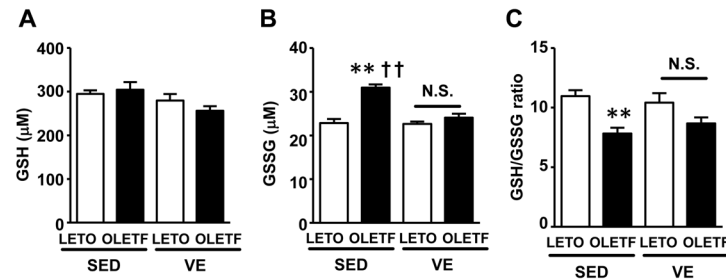 A
GSH (μM)
400
300
200
100
0
LETO OLETF LETO OLETF
SED VE
B
GSSG (μM)
40
30
20
10
0
** ††
N.S.
LETO OLETF LETO OLETF
SED VE
C
GSH/GSSG ratio
15
10
5
0
**
N.S.
LETO OLETF LETO OLETF
SED VE